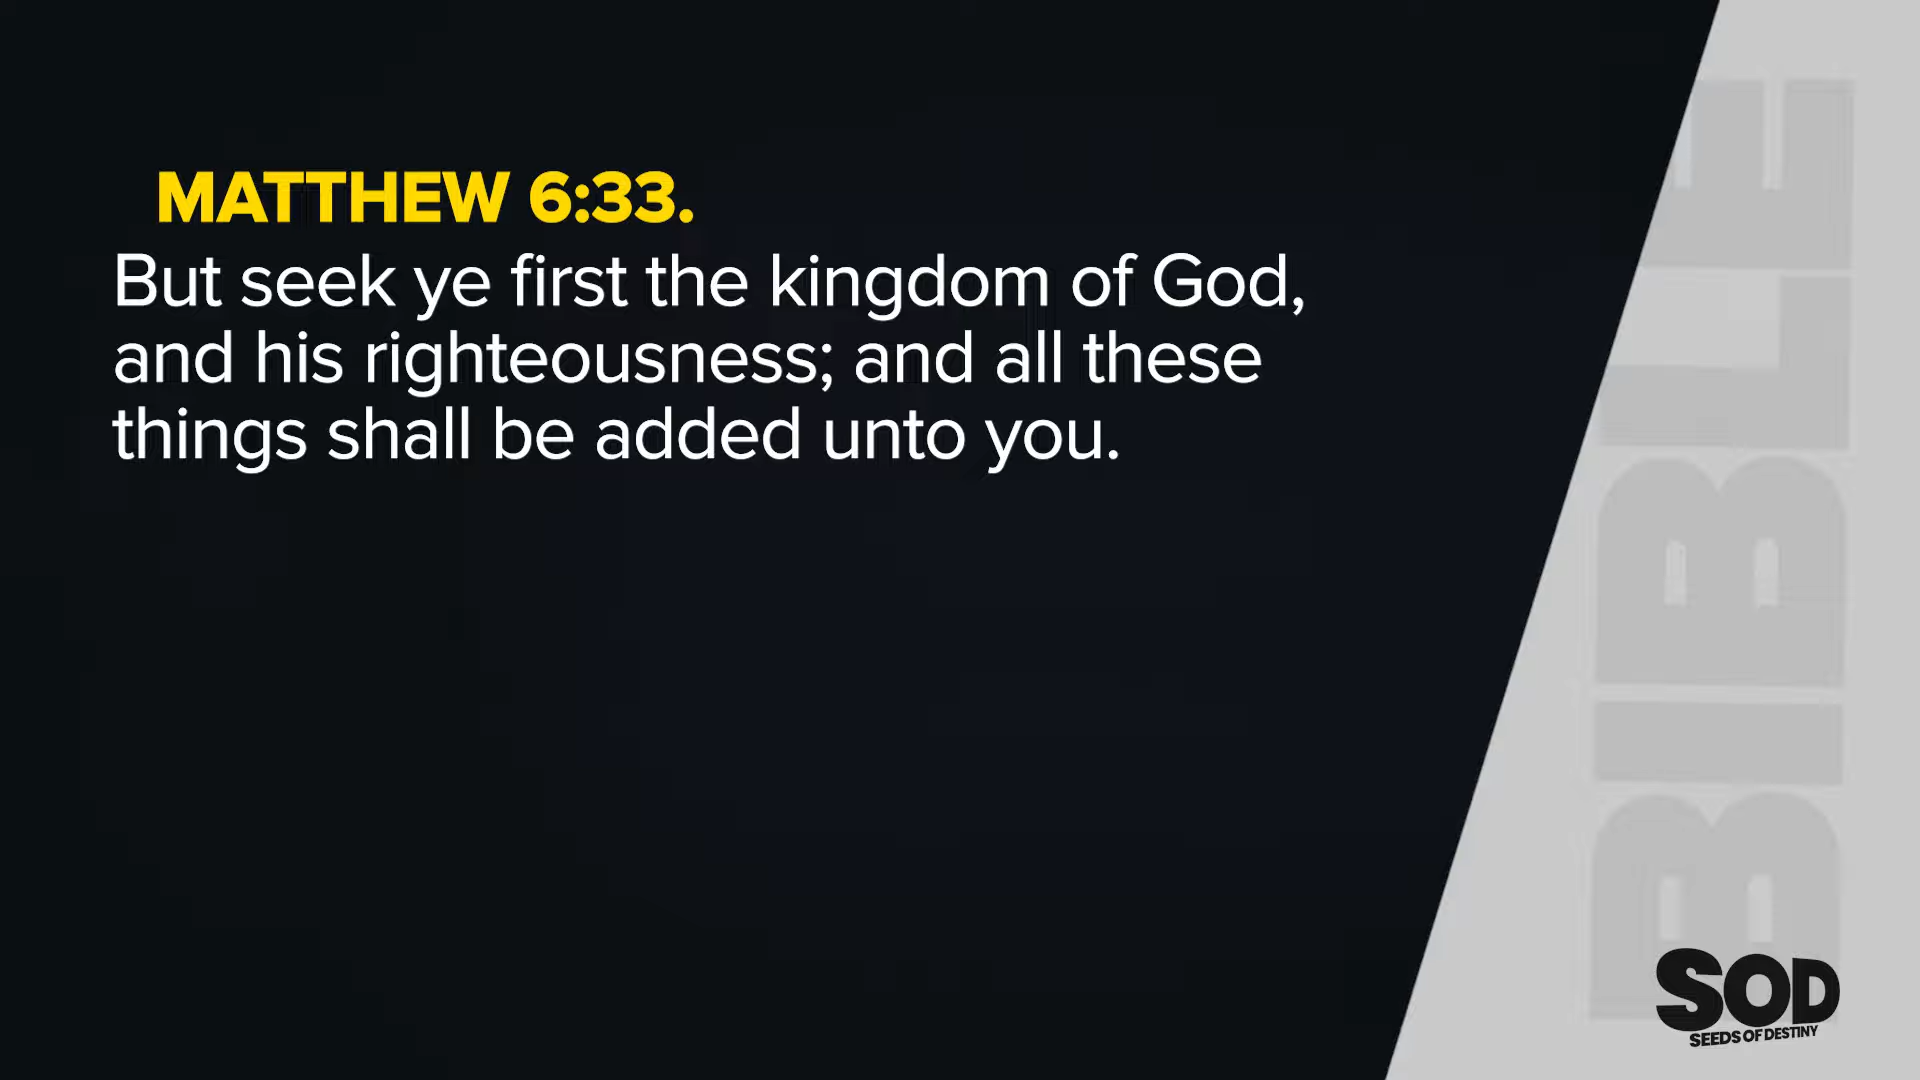 MATTHEW 6:33.
But seek ye first the kingdom of God,
and his righteousness; and all these
things shall be added unto you.
BIBLE
SOD
SEEDS OF DESTINY